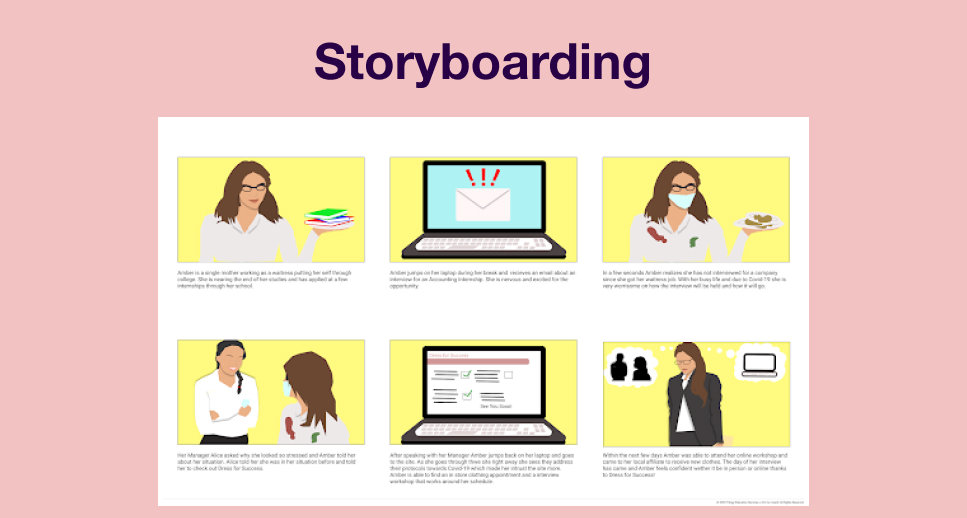 Storyboarding
Amber is a single mother working as a waitress putting her self through
college. She is nearing the end of her studies and has applied at a few
internships through her school.
Amber jumps on her laptop during her break and recieves an email about an
interview for an Accounting Internship. She is nervous and excited for the
opportunity.
In a few seconds Amber realizes she has not interviewed for a company
since she got her waitress job. With her busy life and due to Covid-19 she is
very worrisome on how the interview will be held and how it will go.
Dress For Success
See You Soon!
Her Manager Alice asked why she looked so stressed and Amber told her
about her situation. Alice told her she was in her situation before and told
her to check out Dress for Success.
After speaking with her Manager Amber jumps back on her laptop and goes
to the site. As she goes through thre site right away she sees they address
their protocols towards Covid-19 which made her intrust the site more.
Amber is able to find an in store clothing appointment and a interview
workshop that works around her schedule.
Within the next few days Amber was able to attend her online workshop and
came to her local affiliate to receive new clothes. The day of her interview
has came and Amber feels confident wether it be in person or online thanks
to Dress for Success!